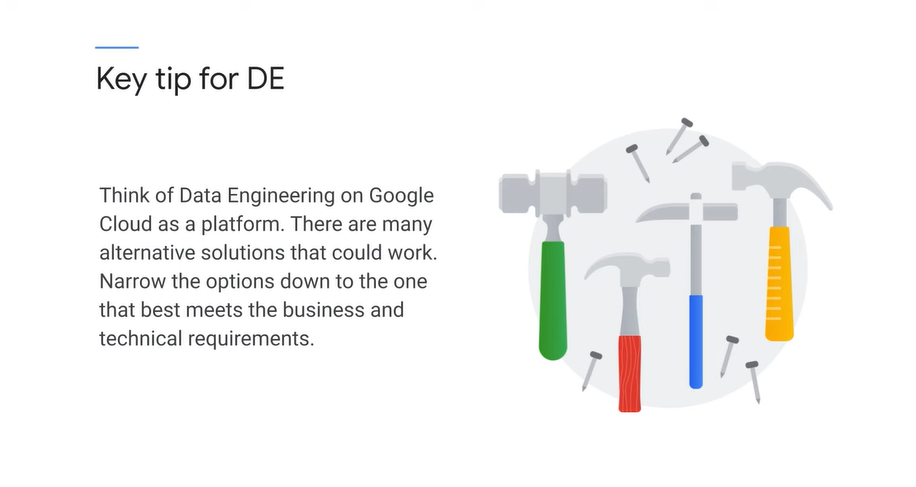 Key tip for DE
Think of Data Engineering on Google
Cloud as a platform. There are many
alternative solutions that could work.
Narrow the options down to the one
that best meets the business and
technical requirements.